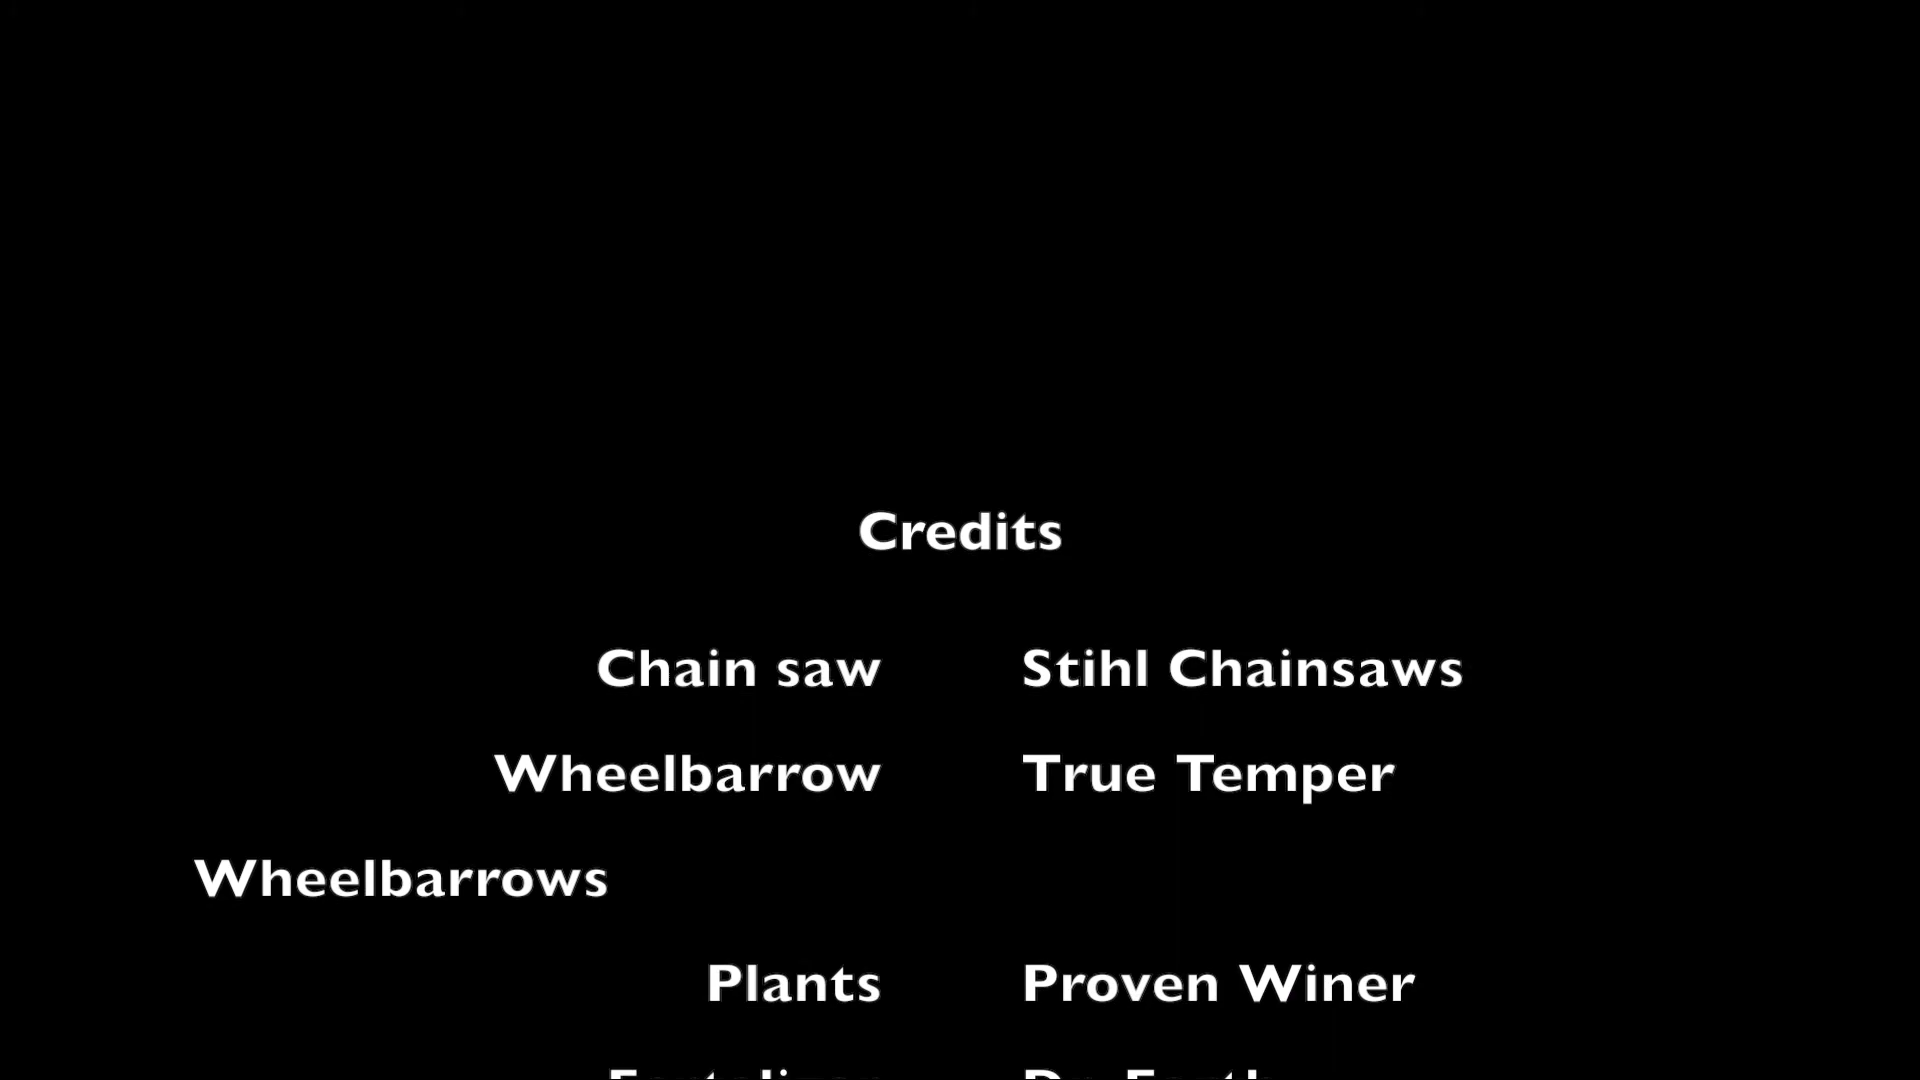 Credits
Chain saw Stihl Chainsaws
Wheelbarrow True Temper
Wheelbarrows
Plants Proven Winer